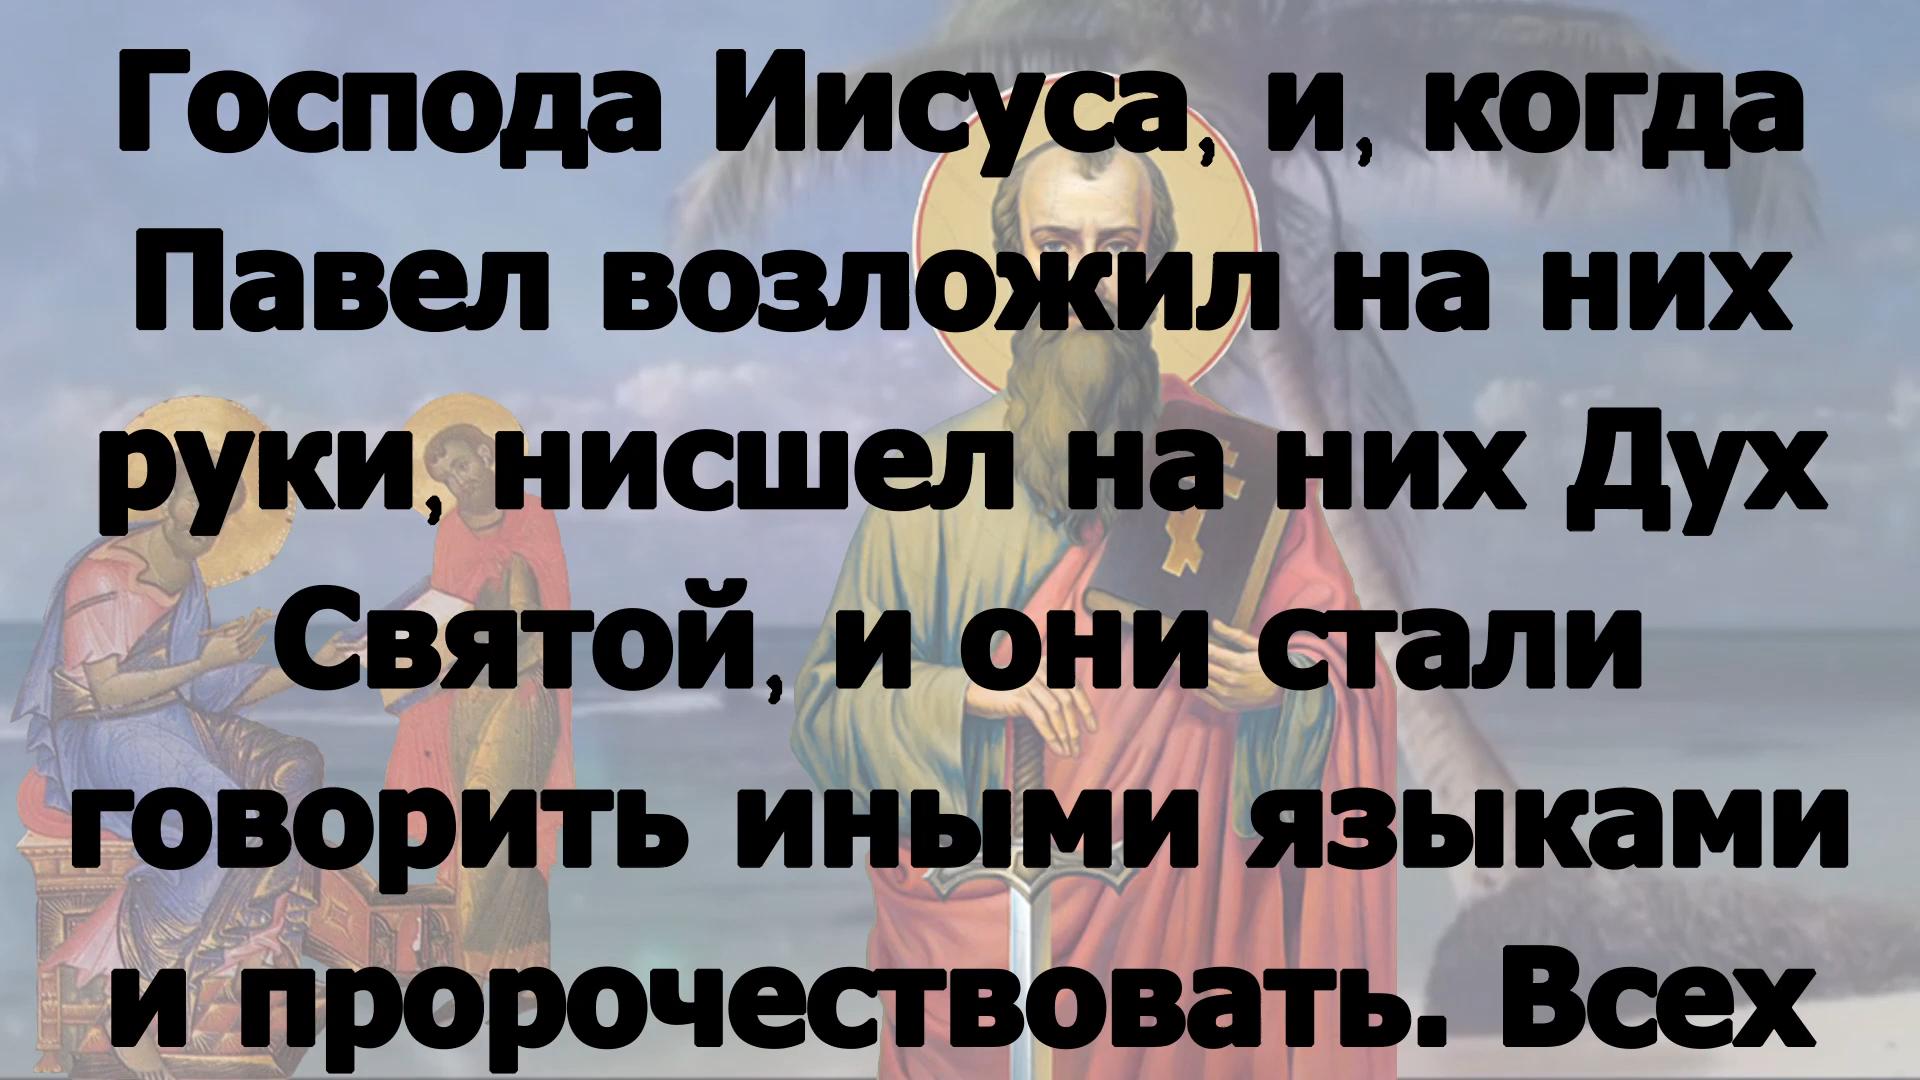 Господа Иисуса, и, когда
Павел возложил на них
руки, нисшел на них Дух
Святой, и они стали
говорить иными языками
и пророчествовать. Всех